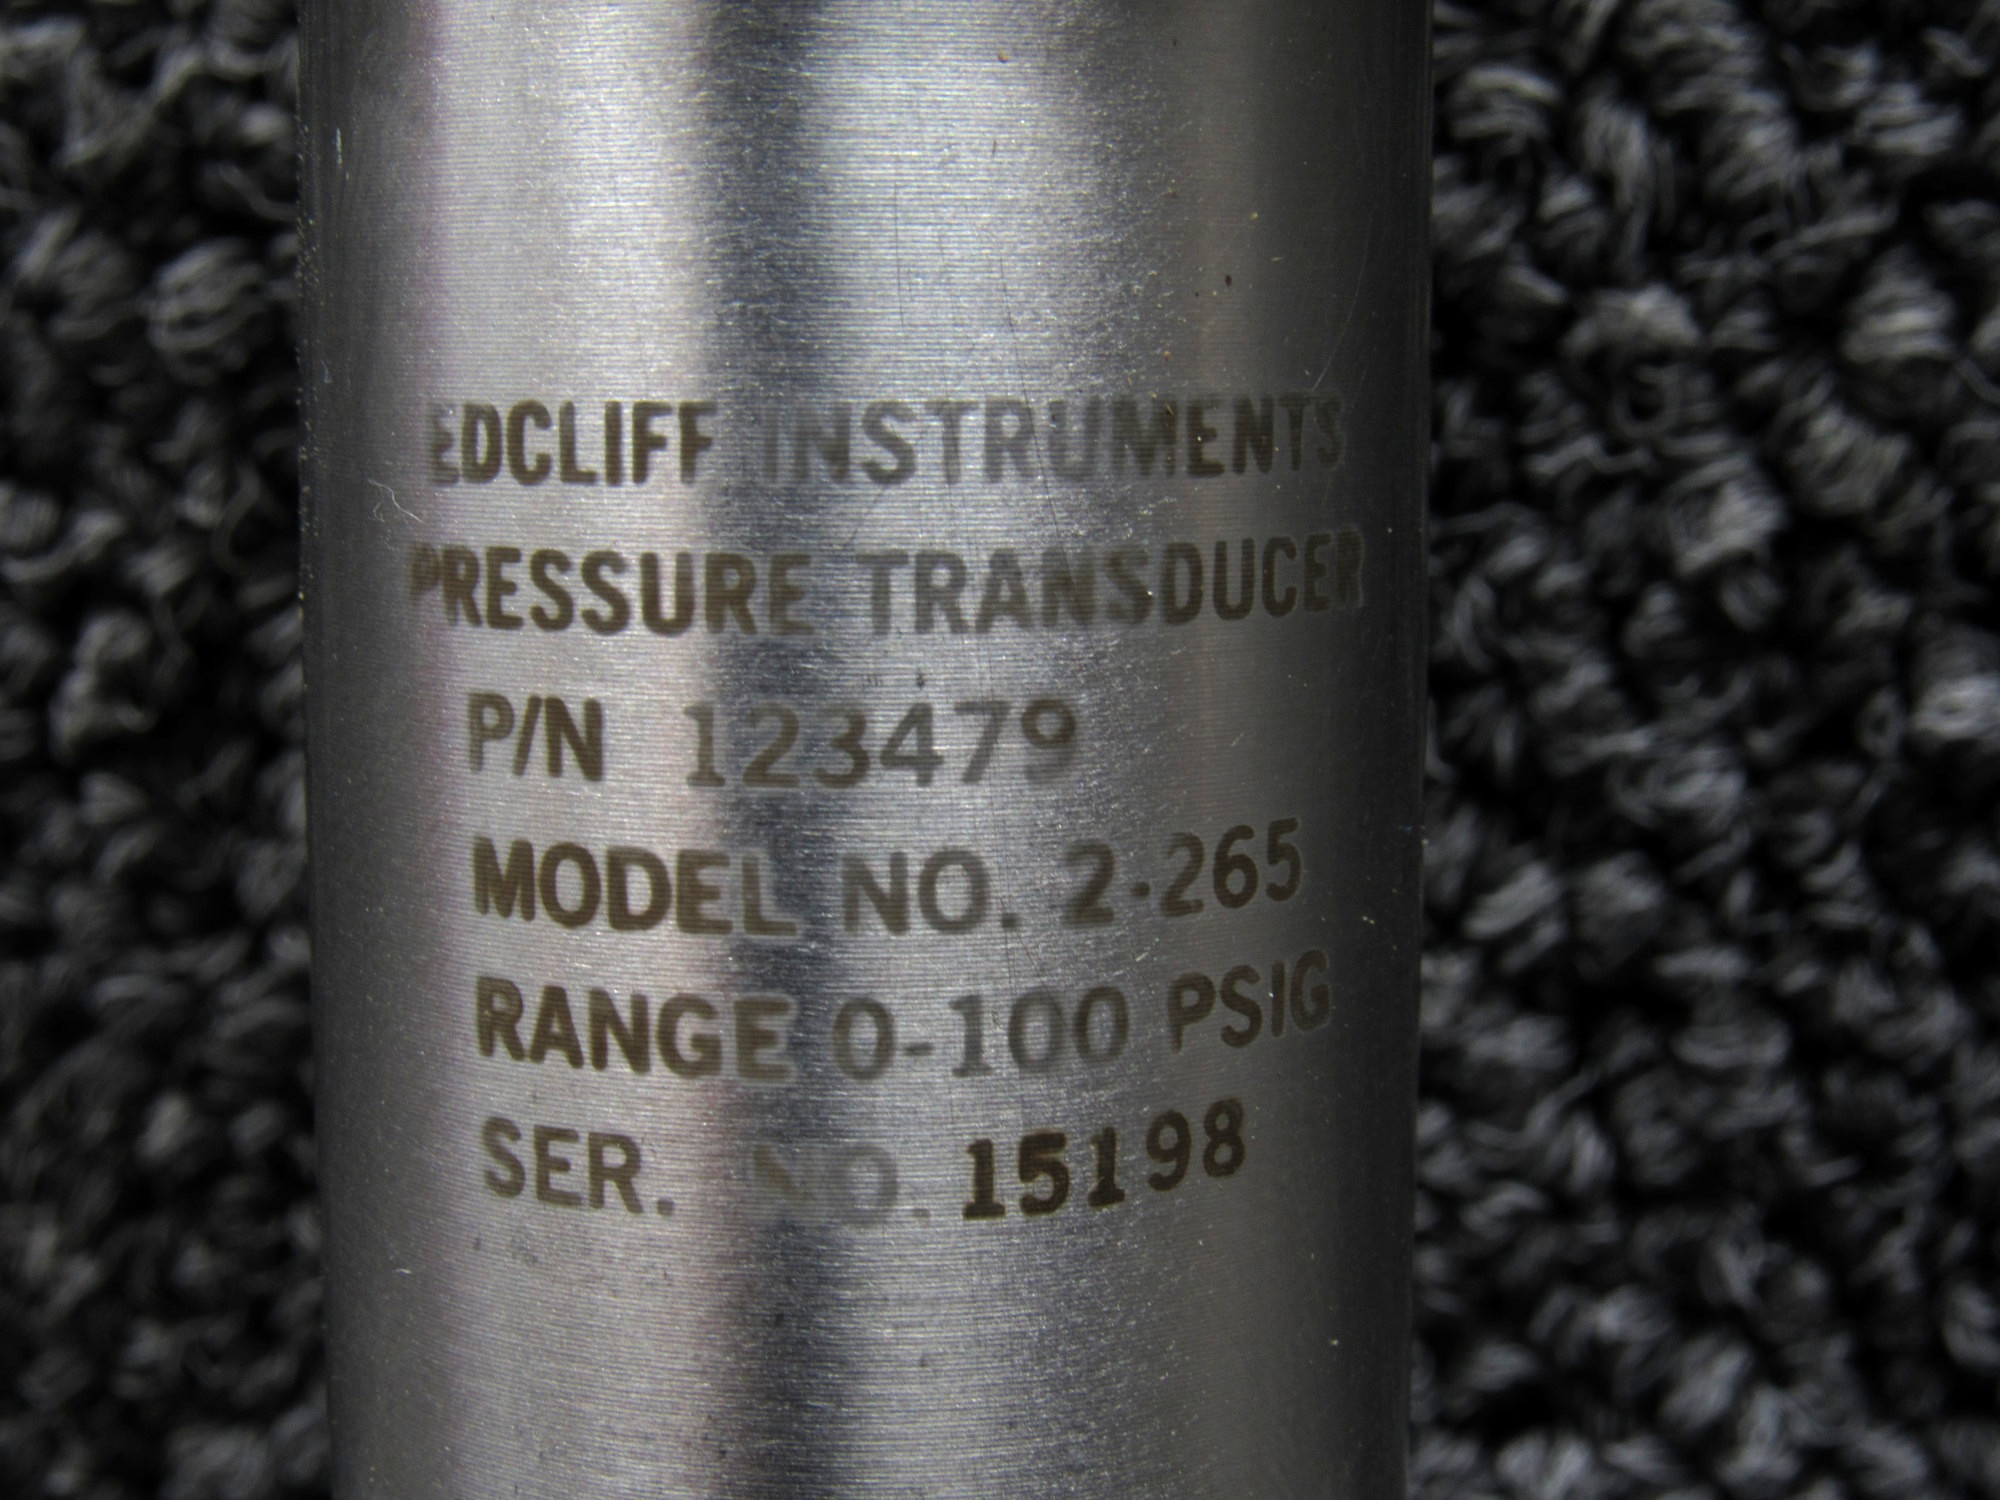 EDCLIFF INSTRUMENTS
PRESSURE TRANSDUCER
P/N 123479
MODEL NO. 2-265
RANGE 0-100 PSIG
SER. NO. 15198